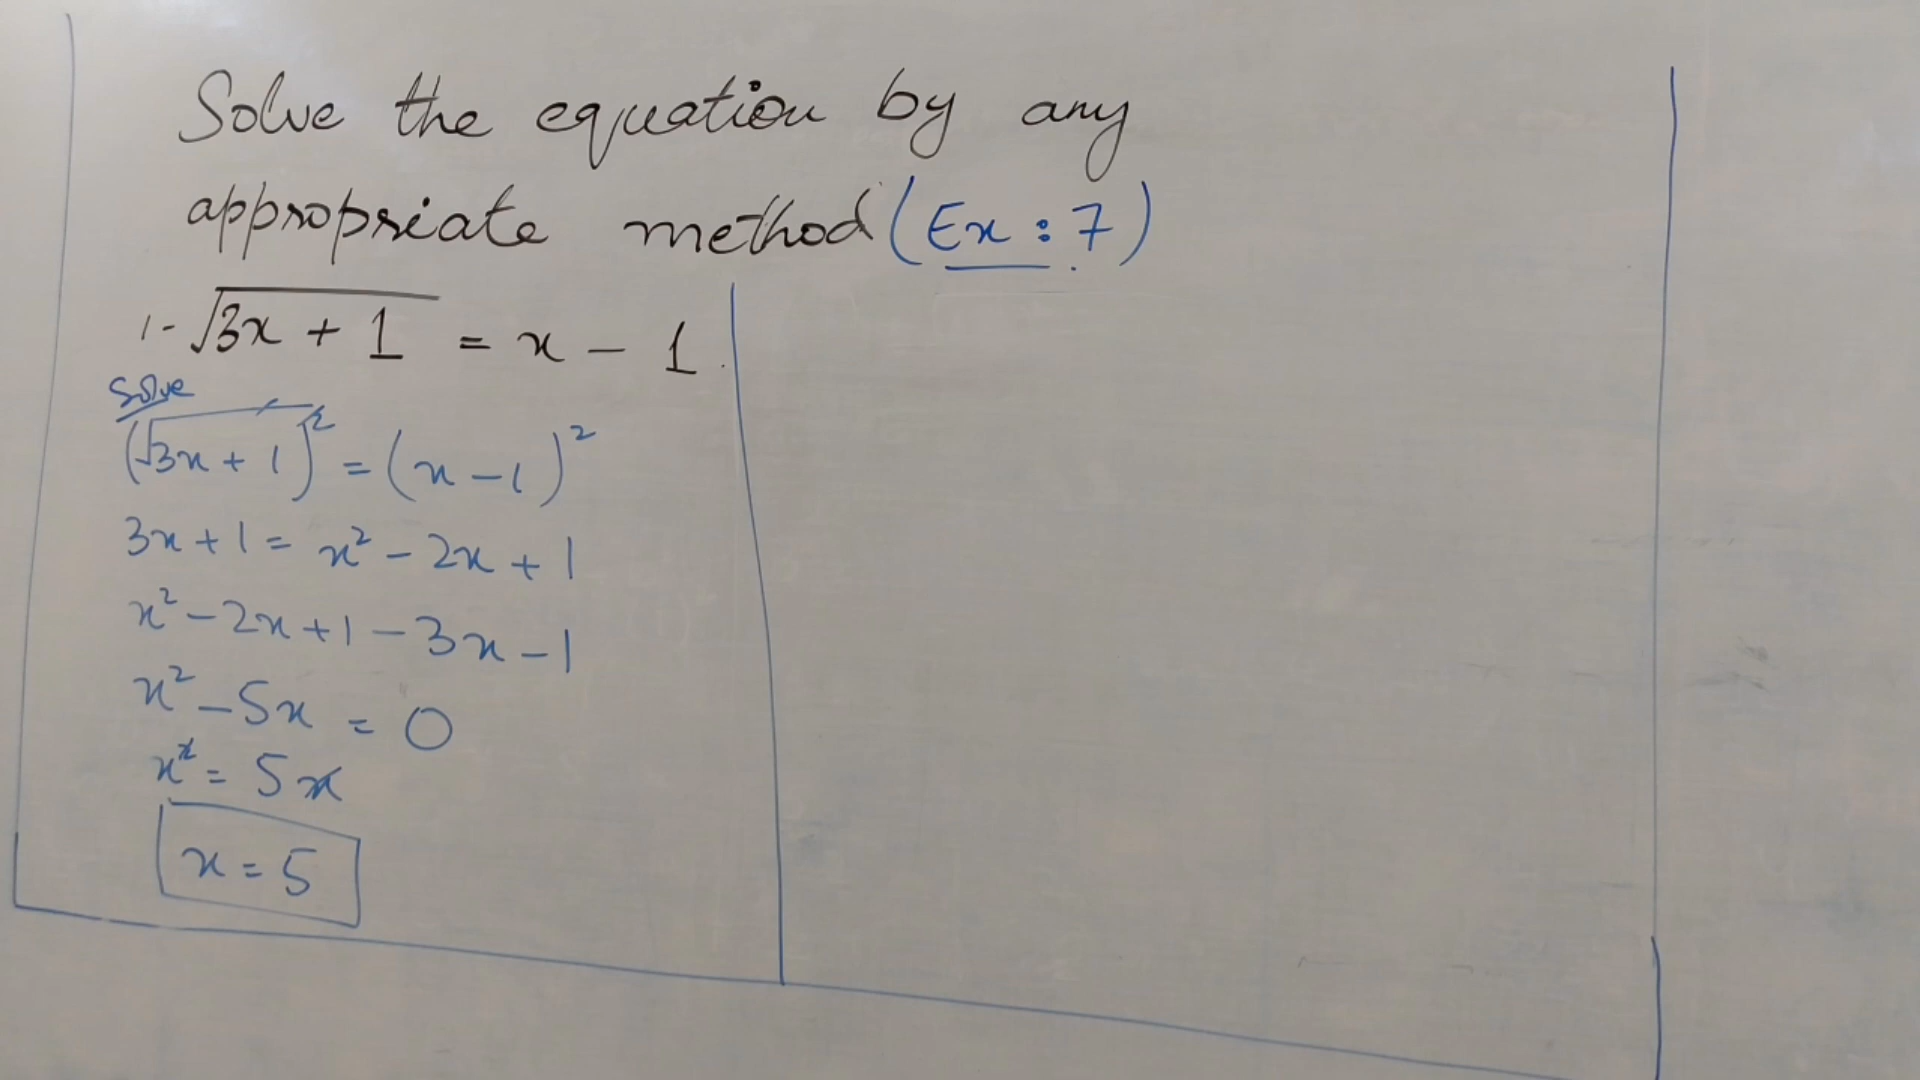 Solve the equation by any
appropriate method (Ex : 7)
1- √3x + 1 = x - 1.
Solve
(√3x + 1)² = (x - 1)²
3x + 1 = x² - 2x + 1
x² - 2x + 1 - 3x - 1
x² - 5x = 0
x² = 5x
x = 5